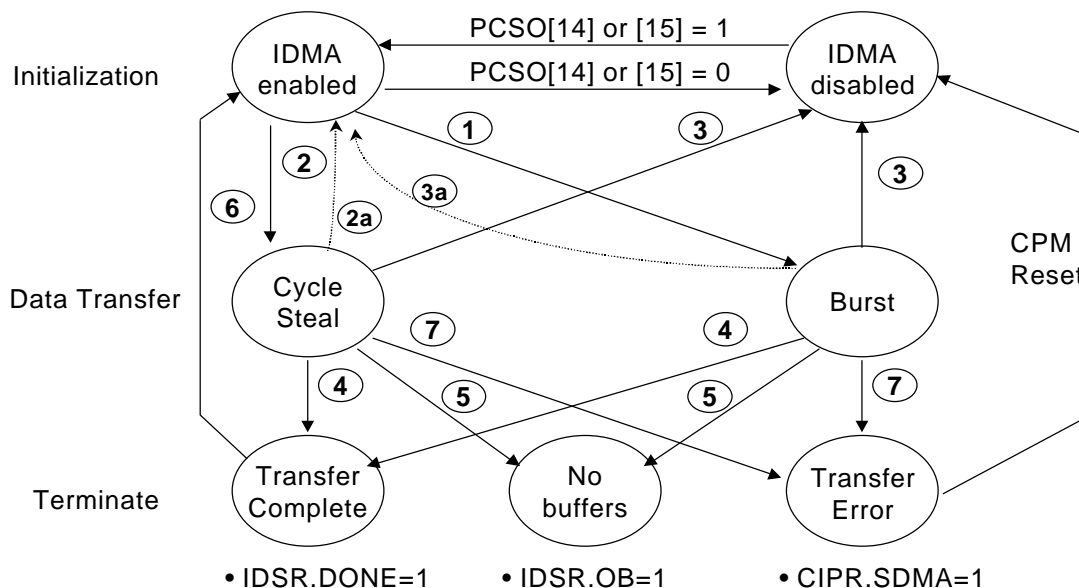 PCSO[14] or [15] = 1
IDMA
enabled
IDMA
disabled
Initialization
PCSO[14] or [15] = 0
1
3
2
3
3a
6
2a
CPM
Reset
Data Transfer
Cycle
Steal
Burst
7
4
4
5
5
7
Terminate
Transfer
Complete
No
buffers
Transfer
Error
• IDSR.DONE=1
• IDSR.OB=1
• CIPR.SDMA=1